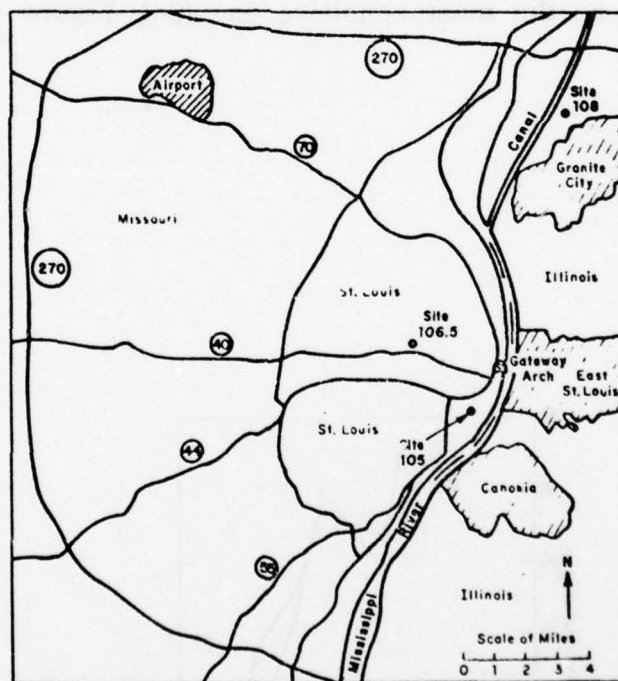 270
270
Airport
Site
108
Canal
70
Granite
City
Missouri
270
Illinois
St. Louis
Site
106.5
40
Gateway
Arch
East
St. Louis
St. Louis
Site
105
44
Canokia
River
55
N
Illinois
Mississippi
Scale of Miles
0 1 2 3 4